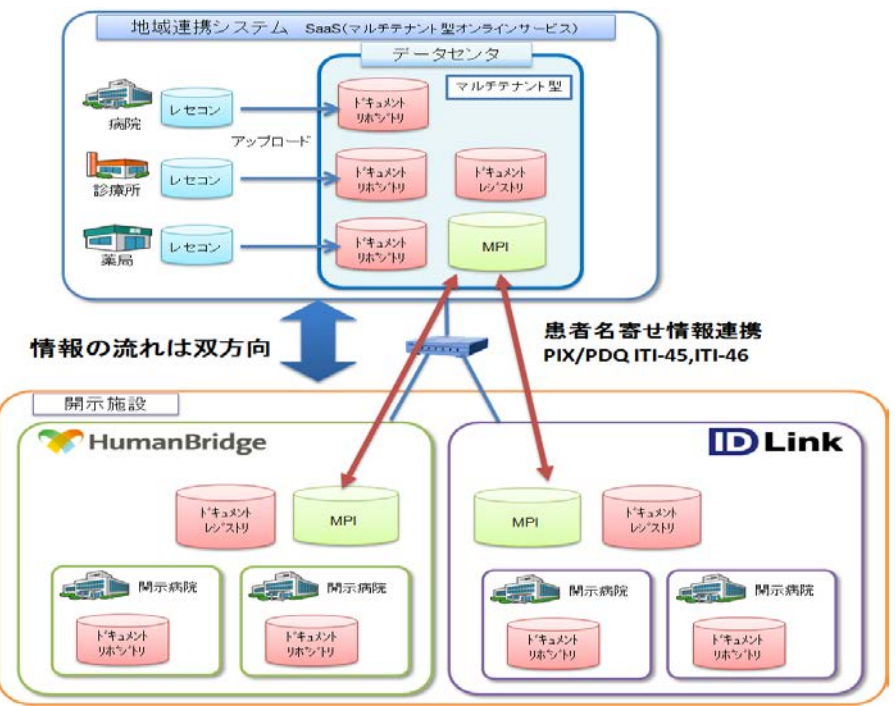 地域連携システム SaaS(マルチテナント型オンラインサービス)
データセンタ
マルチテナント型
病院
レセコン
ドキュメント
リポジトリ
アップロード
診療所
レセコン
ドキュメント
リポジトリ
ドキュメント
レジストリ
薬局
レセコン
ドキュメント
リポジトリ
MPI
情報の流れは双方向
患者名寄せ情報連携
PIX/PDQ ITI-45,ITI-46
開示施設
HumanBridge
ドキュメント
レジストリ
MPI
開示病院
ドキュメント
リポジトリ
開示病院
ドキュメント
リポジトリ
ID Link
MPI
ドキュメント
レジストリ
開示病院
ドキュメント
リポジトリ
開示病院
ドキュメント
リポジトリ